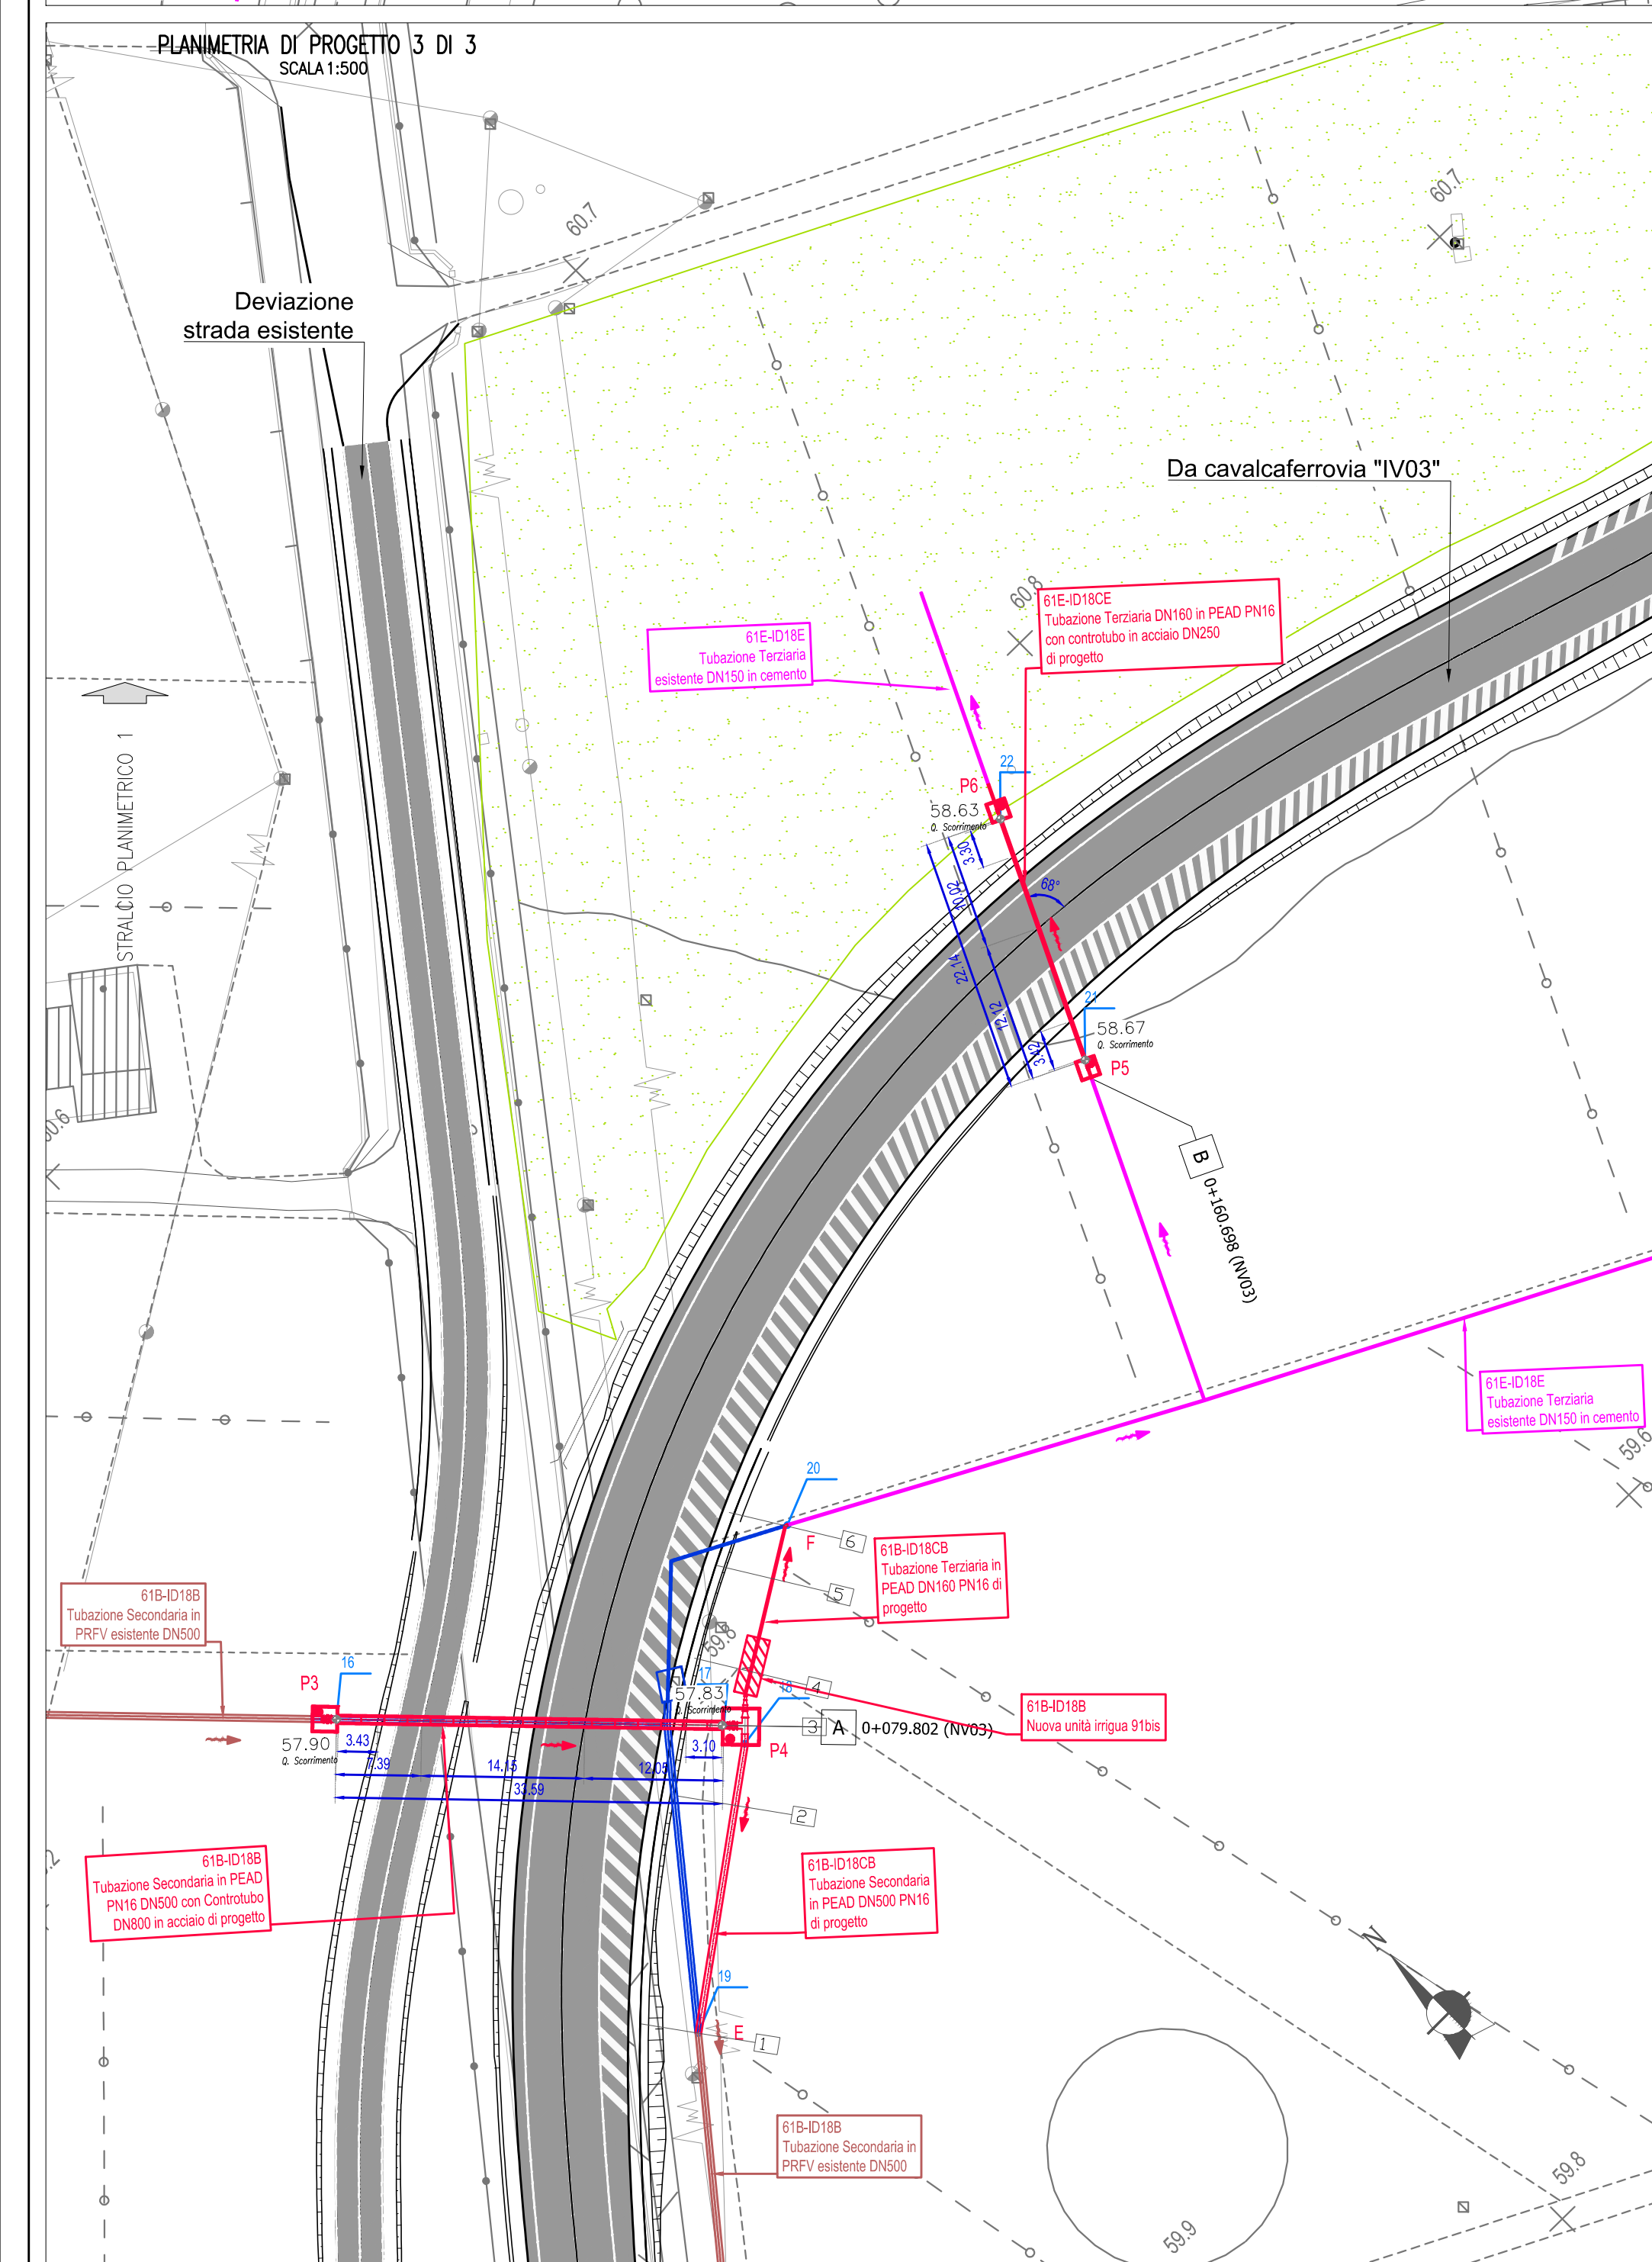 PLANIMETRIA DI PROGETTO 3 DI 3
SCALA 1:500
60.7
60.7
Deviazione
strada esistente
Da cavalcaferrovia "IV03"
60.8
61E-ID18CE
Tubazione Terziaria DN160 in PEAD PN16
con controtubo in acciaio DN250
di progetto
61E-ID18E
Tubazione Terziaria
esistente DN150 in cemento
STRALCIO PLANIMETRICO 1
22
P6
58.63
Q. Scorrimento
3.30
10.02
68°
22.14
12.12
21
58.67
Q. Scorrimento
3.42
P5
B
0+160.698 (NV03)
61E-ID18E
Tubazione Terziaria
esistente DN150 in cemento
59.6
20
6
F
61B-ID18CB
Tubazione Terziaria in
PEAD DN160 PN16 di
progetto
5
61B-ID18B
Tubazione Secondaria in
PRFV esistente DN500
59.8
P3
16
17
4
18
57.83
Q. Scorrimento
61B-ID18B
Nuova unità irrigua 91bis
3
A
0+079.802 (NV03)
P4
57.90
Q. Scorrimento
3.43
3.10
7.39
14.15
12.05
33.59
2
61B-ID18B
Tubazione Secondaria in PEAD
PN16 DN500 con Controtubo
DN800 in acciaio di progetto
61B-ID18CB
Tubazione Secondaria
in PEAD DN500 PN16
di progetto
N
19
E
1
61B-ID18B
Tubazione Secondaria in
PRFV esistente DN500
59.8
59.9